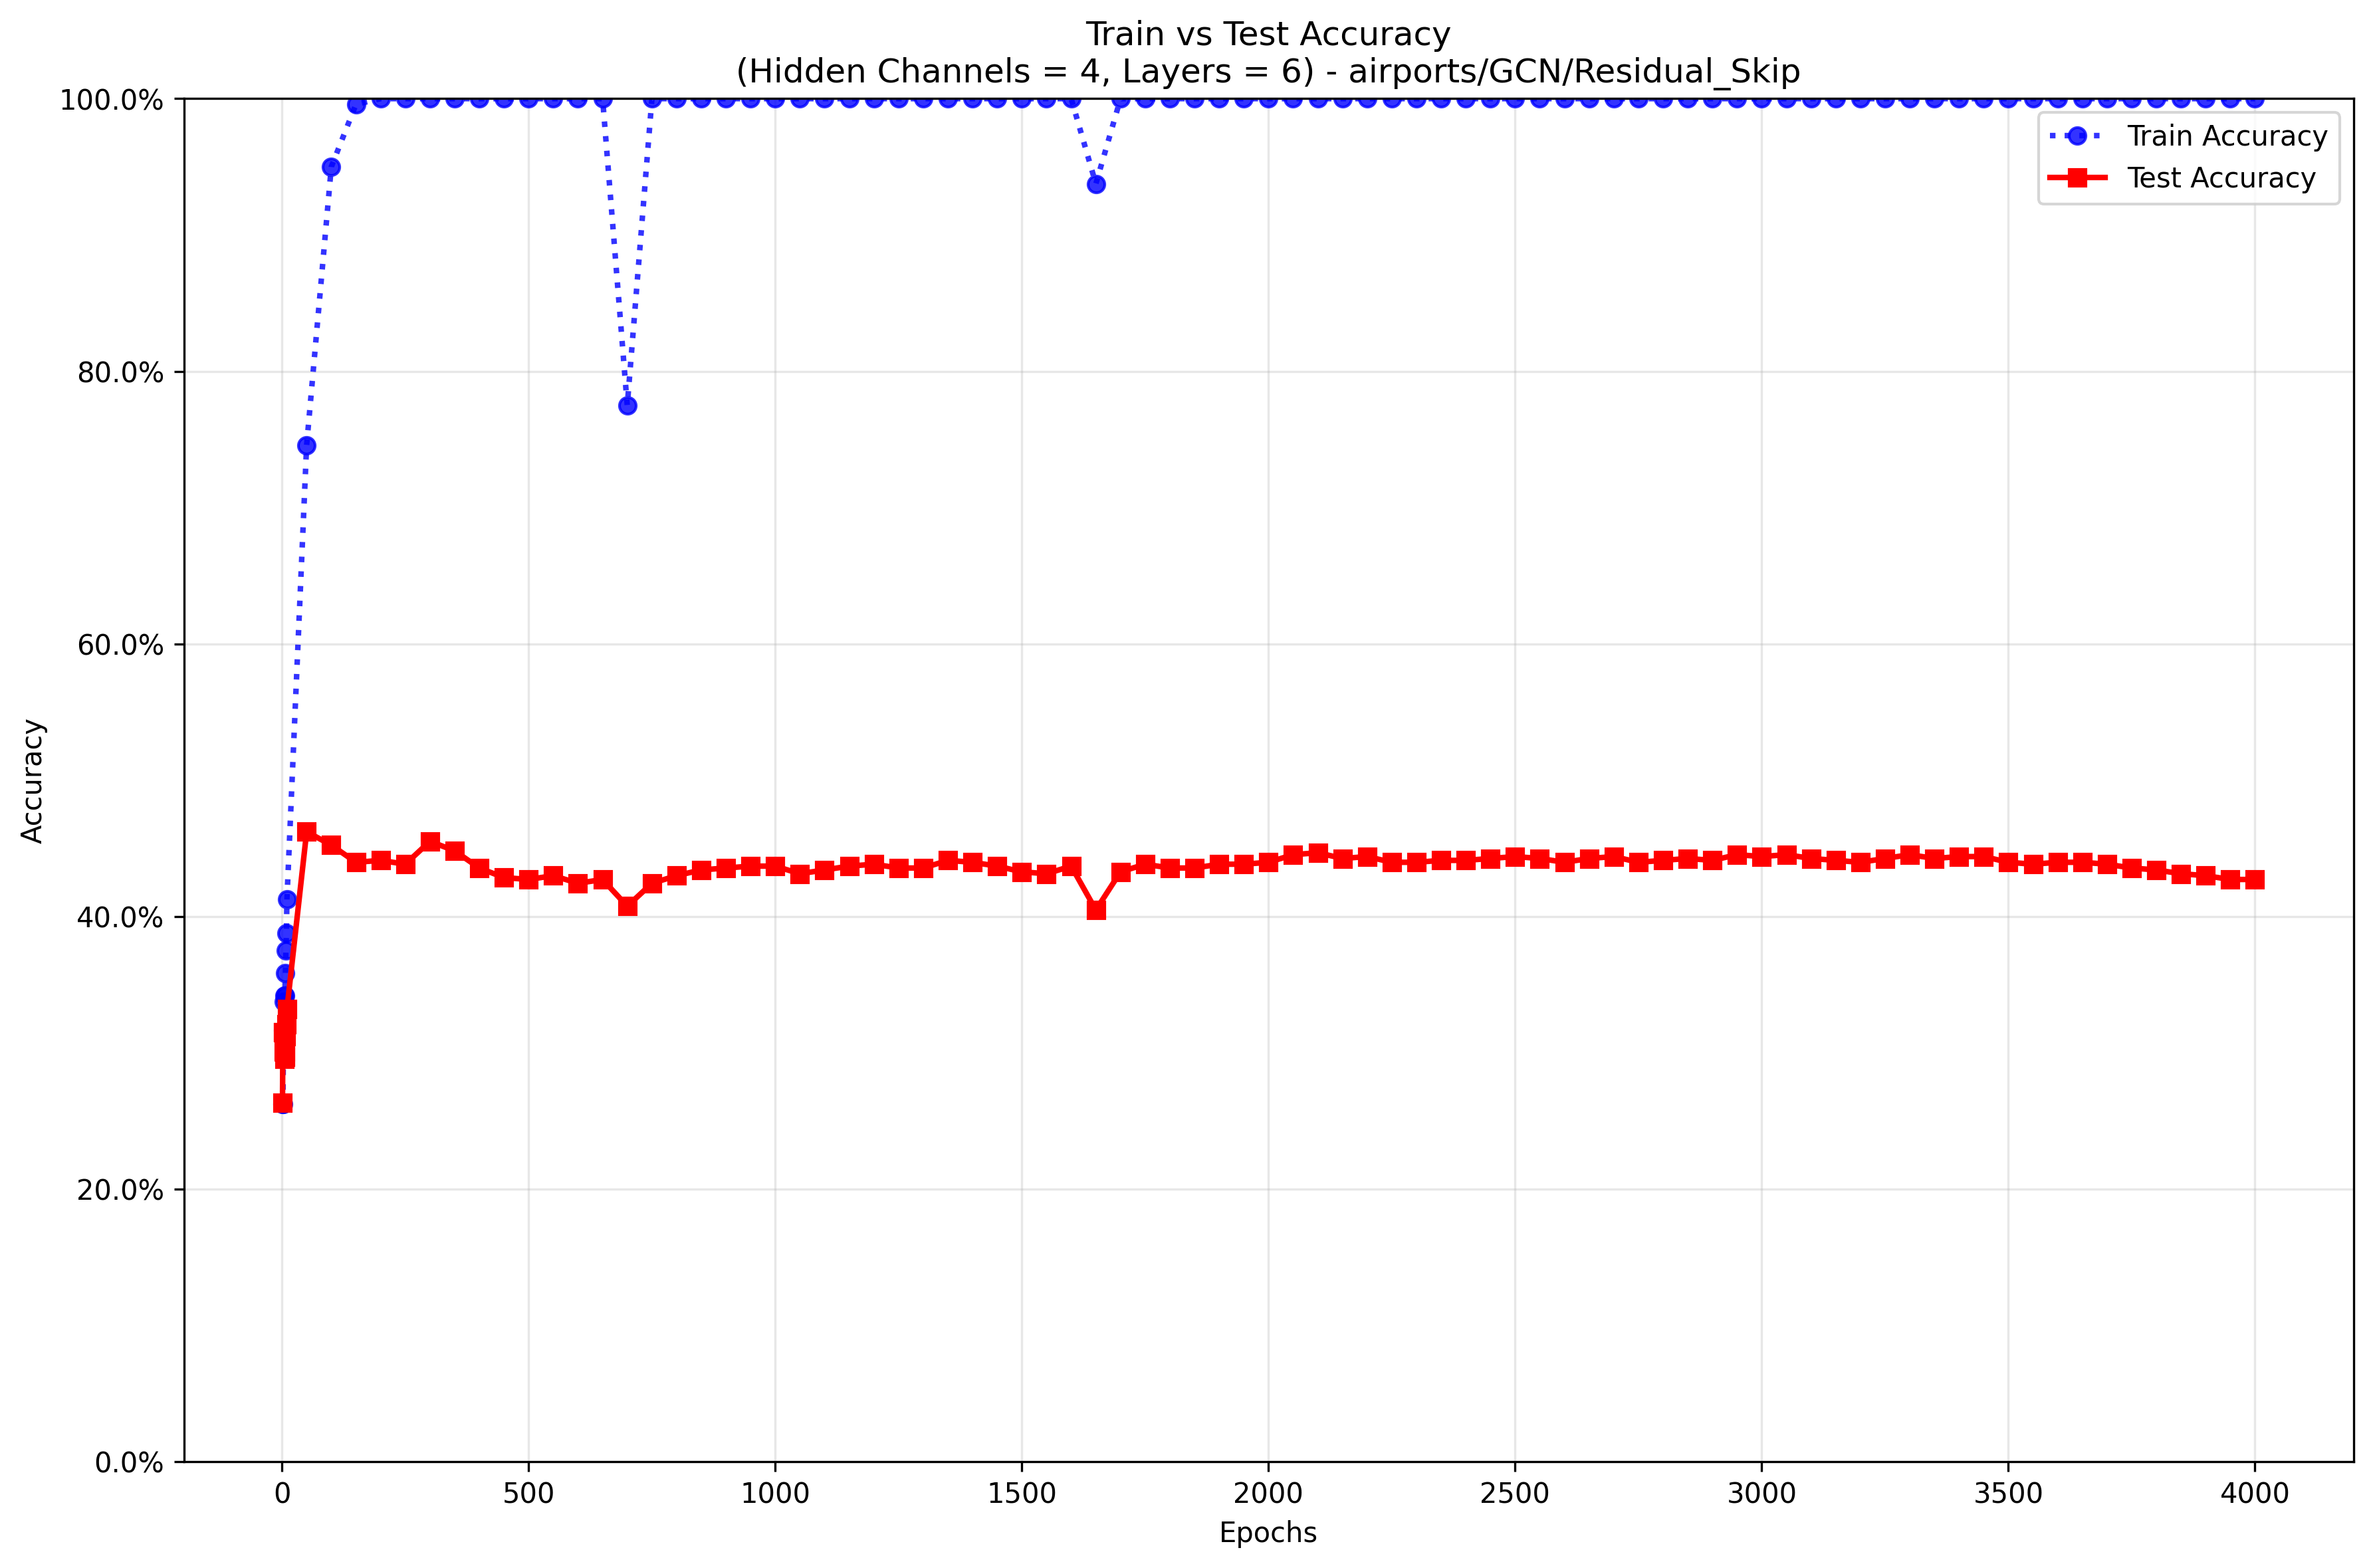 Train vs Test Accuracy
(Hidden Channels = 4, Layers = 6) - airports/GCN/Residual_Skip
100.0%
80.0%
60.0%
40.0%
20.0%
0.0%
Accuracy
Train Accuracy
Test Accuracy
0
500
1000
1500
2000
2500
3000
3500
4000
Epochs